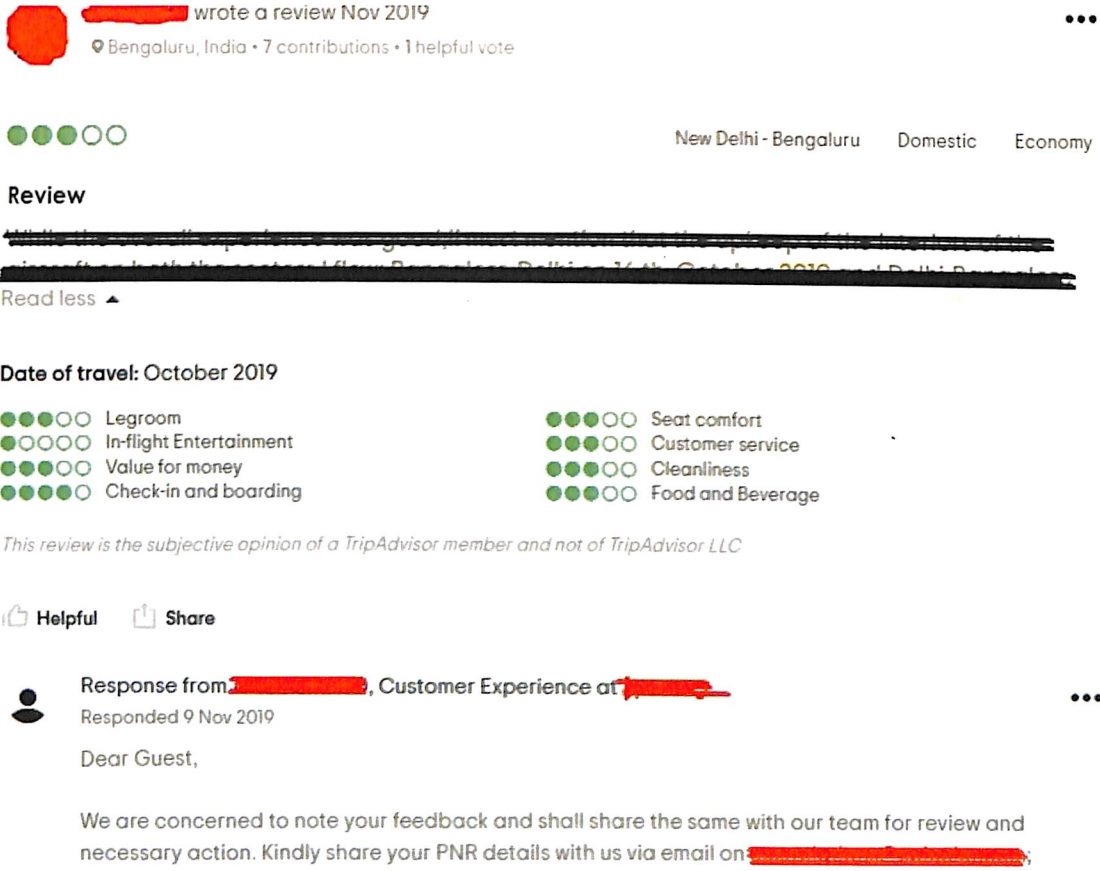 wrote a review Nov 2019
Bengaluru, India • 7 contributions • 1 helpful vote
New Delhi - Bengaluru Domestic Economy
Review
Read less
Date of travel: October 2019
Legroom Seat comfort
In-flight Entertainment Customer service
Value for money Cleanliness
Check-in and boarding Food and Beverage
This review is the subjective opinion of a TripAdvisor member and not of TripAdvisor LLC
Helpful Share
Response from , Customer Experience at
Responded 9 Nov 2019
Dear Guest,
We are concerned to note your feedback and shall share the same with our team for review and
necessary action. Kindly share your PNR details with us via email on ;